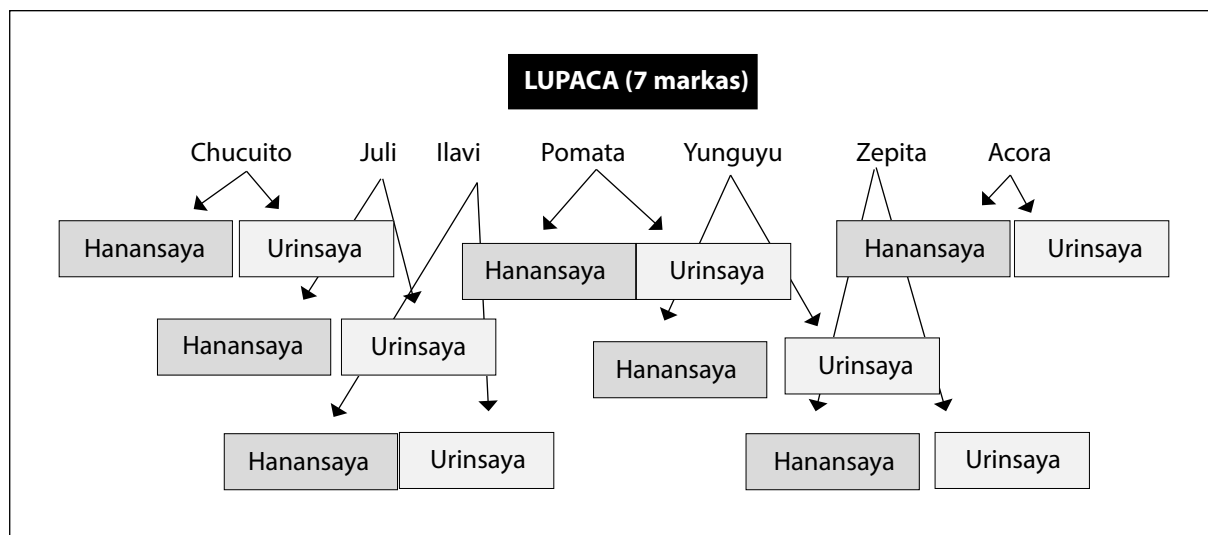 LUPACA (7 markas)
Chucuito Juli Ilavi Pomata Yunguyu Zepita Acora
Hanansaya Urinsaya Hanansaya Urinsaya Hanansaya Urinsaya
Hanansaya Urinsaya Hanansaya Urinsaya
Hanansaya Urinsaya Hanansaya Urinsaya